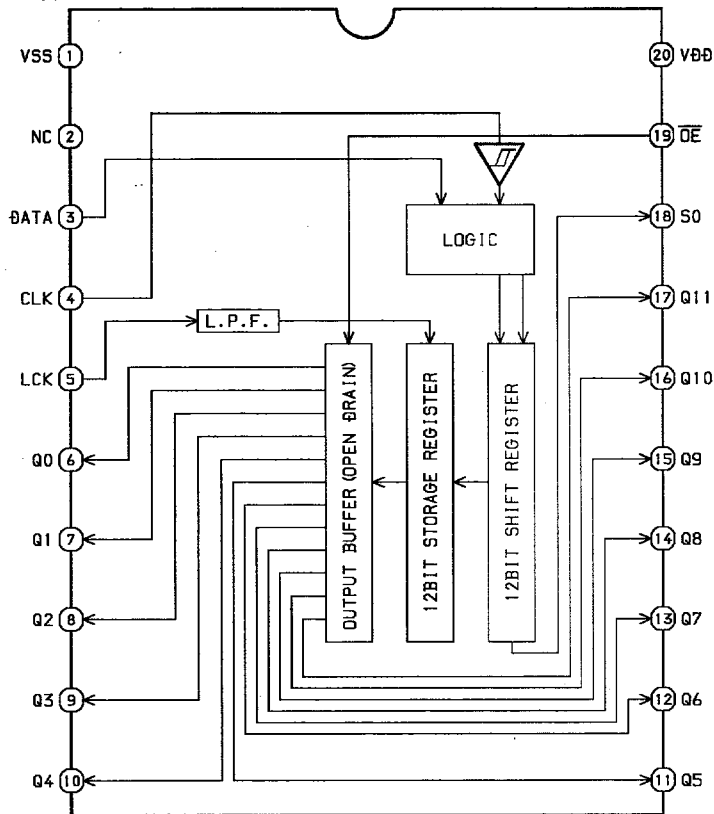 VSS 1
20 VDD
NC 2
19 OE
DATA 3
18 SO
LOGIC
CLK 4
17 Q11
L.P.F.
LCK 5
16 Q10
OUTPUT BUFFER (OPEN DRAIN)
12BIT STORAGE REGISTER
12BIT SHIFT REGISTER
Q0 6
15 Q9
Q1 7
14 Q8
Q2 8
13 Q7
Q3 9
12 Q6
Q4 10
11 Q5